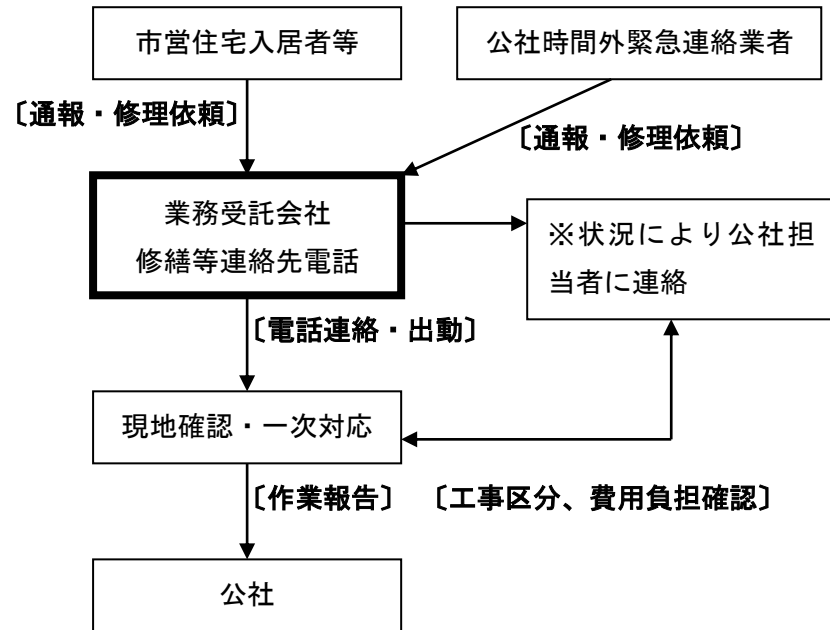 市営住宅入居者等
公社時間外緊急連絡業者
〔通報・修理依頼〕
〔通報・修理依頼〕
業務受託会社
修繕等連絡先電話
※状況により公社担
当者に連絡
〔電話連絡・出動〕
現地確認・一次対応
〔作業報告〕 〔工事区分、費用負担確認〕
公社